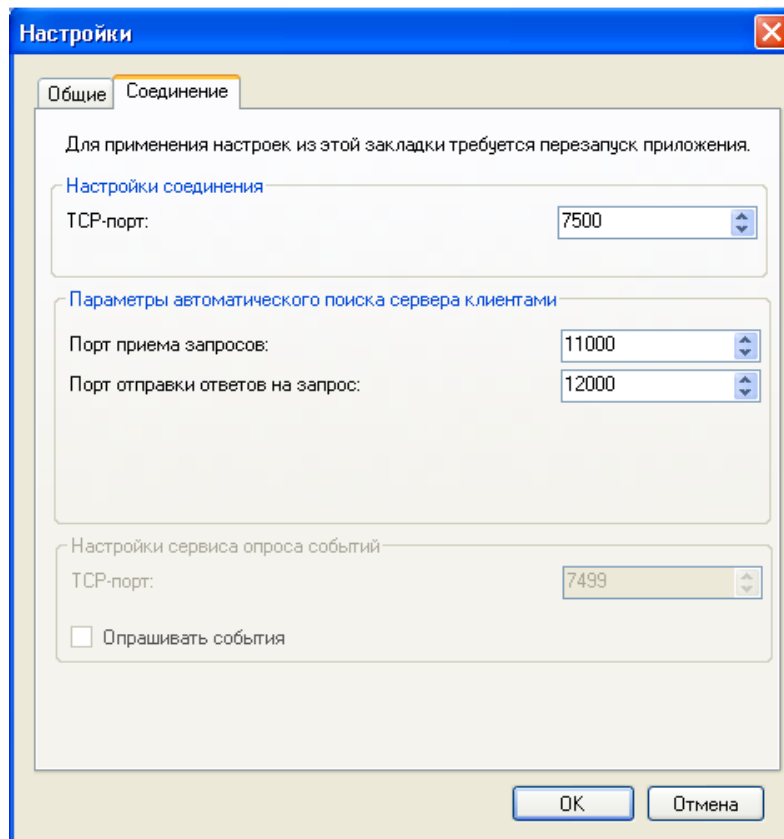 Настройки
Общие Соединение
Для применения настроек из этой закладки требуется перезапуск приложения.
Настройки соединения
TCP-порт: 7500
Параметры автоматического поиска сервера клиентами
Порт приема запросов: 11000
Порт отправки ответов на запрос: 12000
Настройки сервиса опроса событий
TCP-порт: 7499
Опрашивать события
OK Отмена